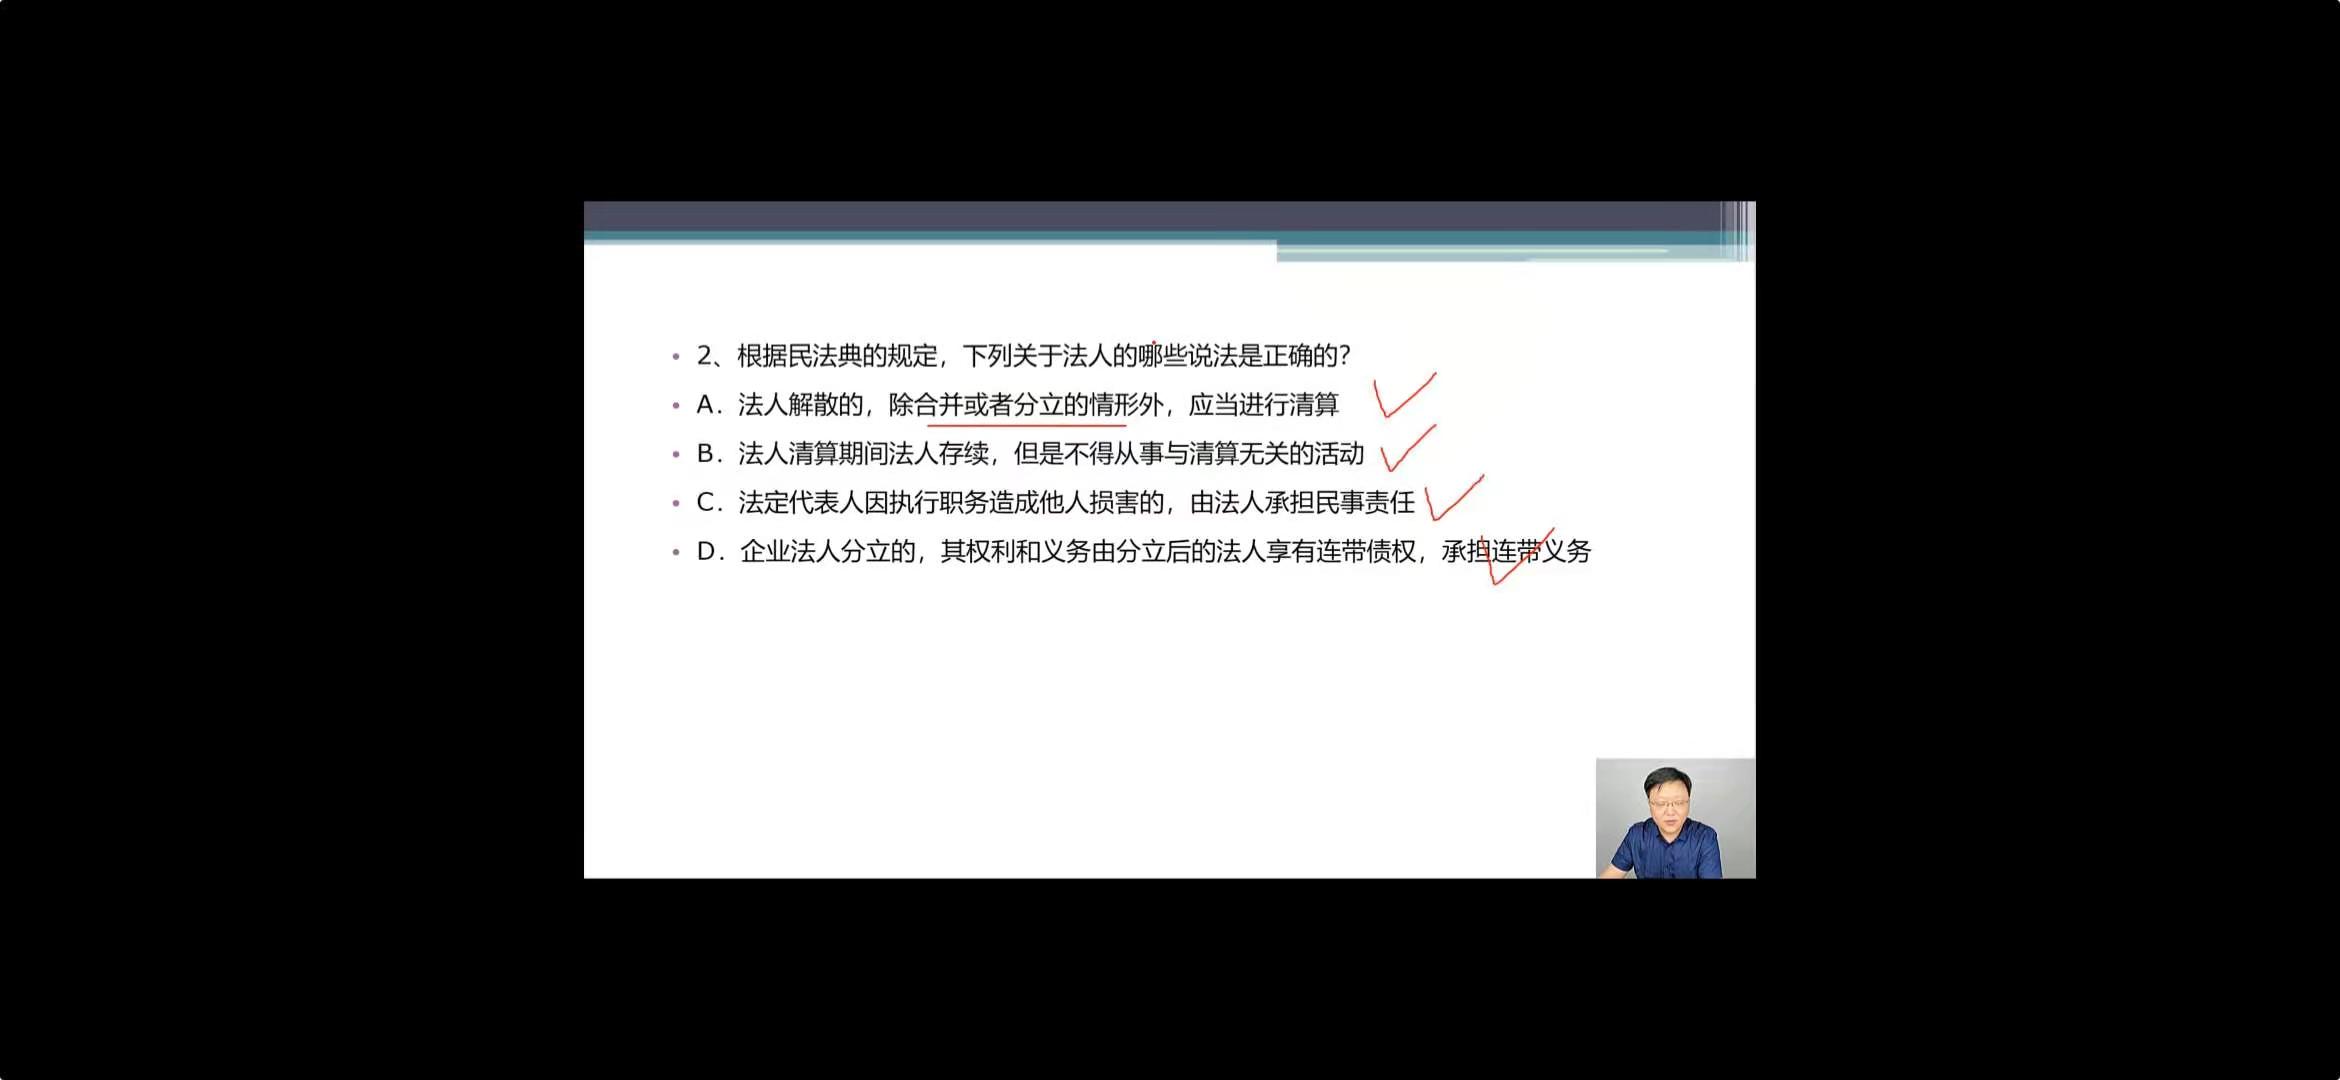 2、根据民法典的规定，下列关于法人的哪些说法是正确的？
A．法人解散的，除合并或者分立的情形外，应当进行清算
B．法人清算期间法人存续，但是不得从事与清算无关的活动
C．法定代表人因执行职务造成他人损害的，由法人承担民事责任
D．企业法人分立的，其权利和义务由分立后的法人享有连带债权，承担连带义务